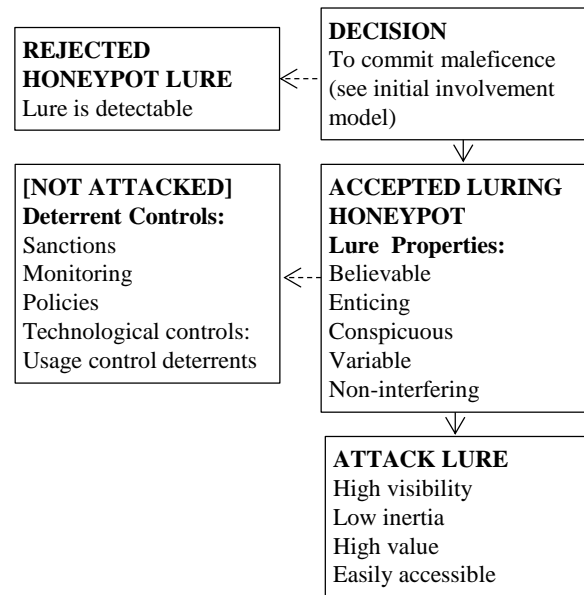 REJECTED
HONEYPOT LURE
Lure is detectable
DECISION
To commit maleficence
(see initial involvement
model)
[NOT ATTACKED]
Deterrent Controls:
Sanctions
Monitoring
Policies
Technological controls:
Usage control deterrents
ACCEPTED LURING
HONEYPOT
Lure Properties:
Believable
Enticing
Conspicuous
Variable
Non-interfering
ATTACK LURE
High visibility
Low inertia
High value
Easily accessible